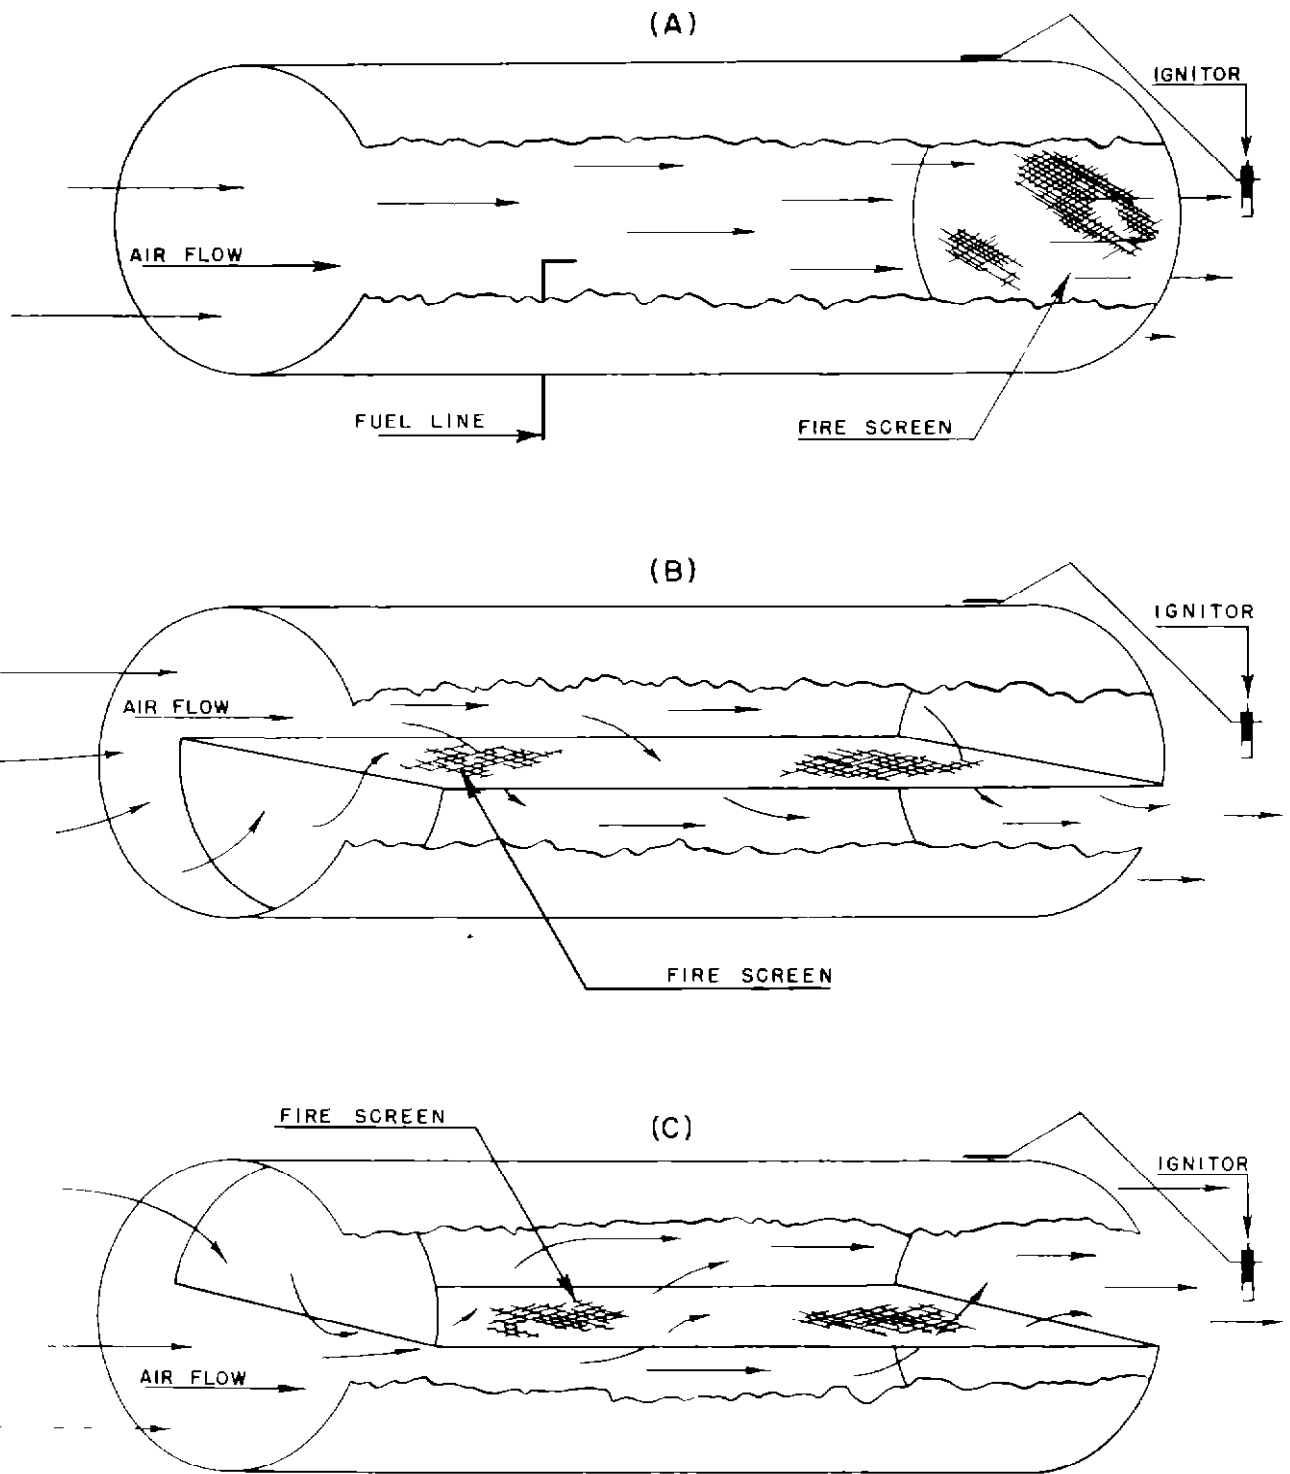 (A)
IGNITOR
AIR FLOW
FUEL LINE
FIRE SCREEN
(B)
IGNITOR
AIR FLOW
FIRE SCREEN
FIRE SCREEN
(C)
IGNITOR
AIR FLOW